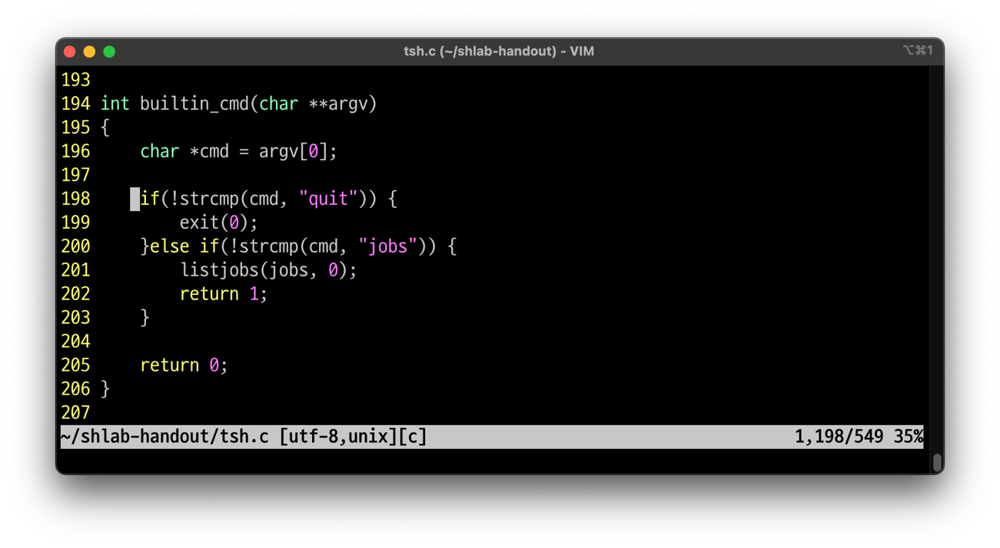 tsh.c (~/shlab-handout) - VIM
⌥⌘1
193
194 int builtin_cmd(char **argv)
195 {
196     char *cmd = argv[0];
197
198     if(!strcmp(cmd, "quit")) {
199         exit(0);
200     }else if(!strcmp(cmd, "jobs")) {
201         listjobs(jobs, 0);
202         return 1;
203     }
204
205     return 0;
206 }
207
~/shlab-handout/tsh.c [utf-8,unix][c] 1,198/549 35%